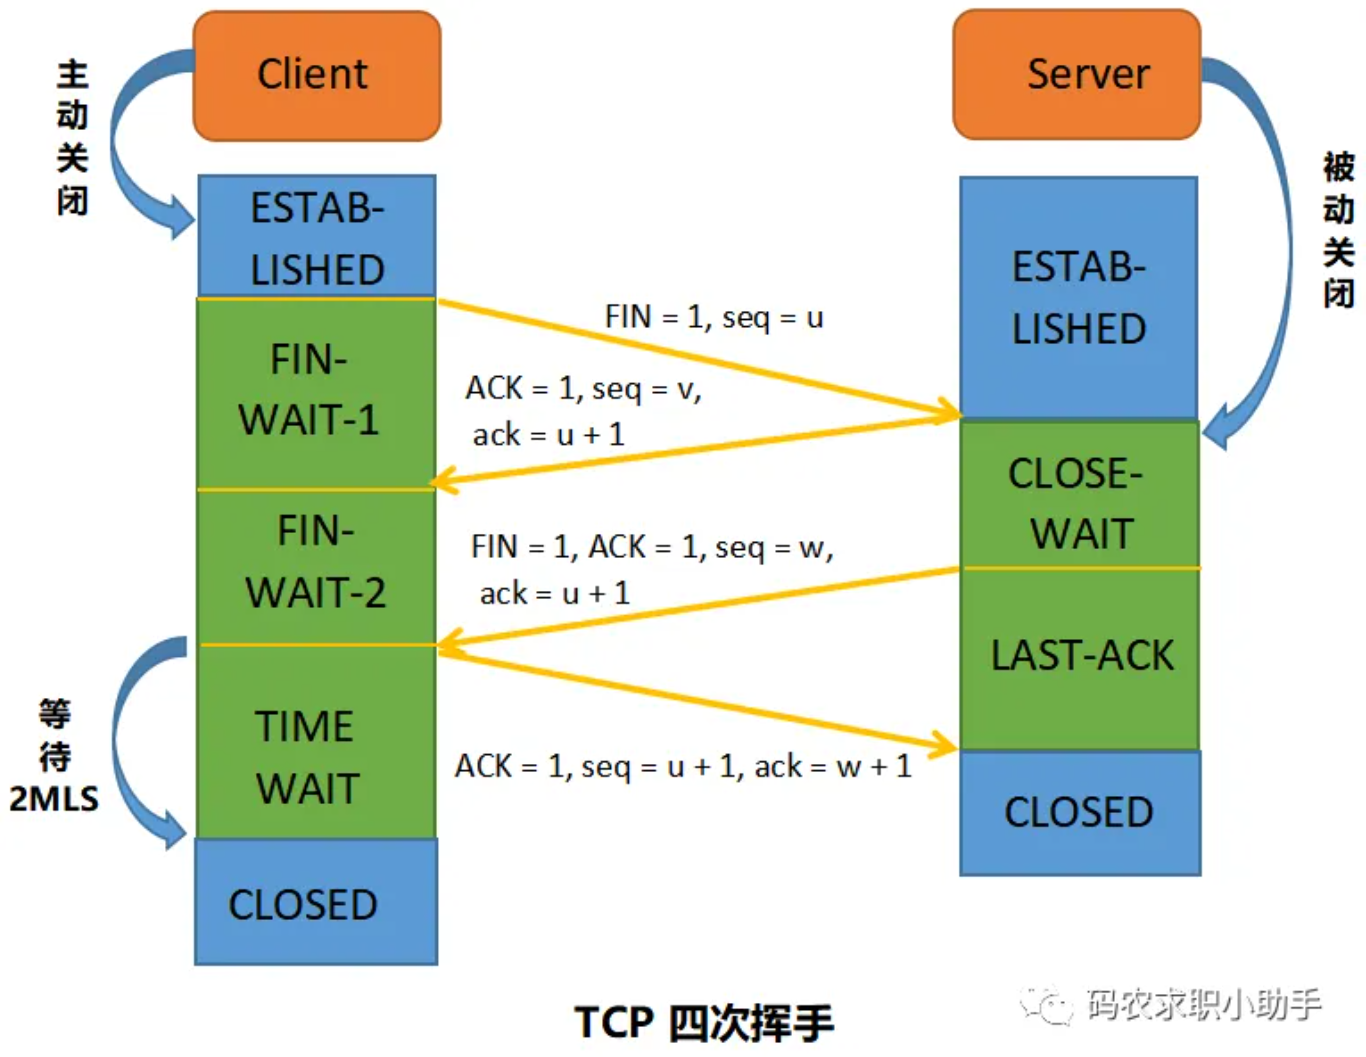 Client
Server
主
动
关
闭
被
动
关
闭
ESTAB-
LISHED
ESTAB-
LISHED
FIN = 1, seq = u
FIN-
WAIT-1
ACK = 1, seq = v,
ack = u + 1
CLOSE-
WAIT
FIN-
WAIT-2
FIN = 1, ACK = 1, seq = w,
ack = u + 1
LAST-ACK
等
待
2MLS
TIME
WAIT
ACK = 1, seq = u + 1, ack = w + 1
CLOSED
CLOSED
TCP 四次挥手
码农求职小助手